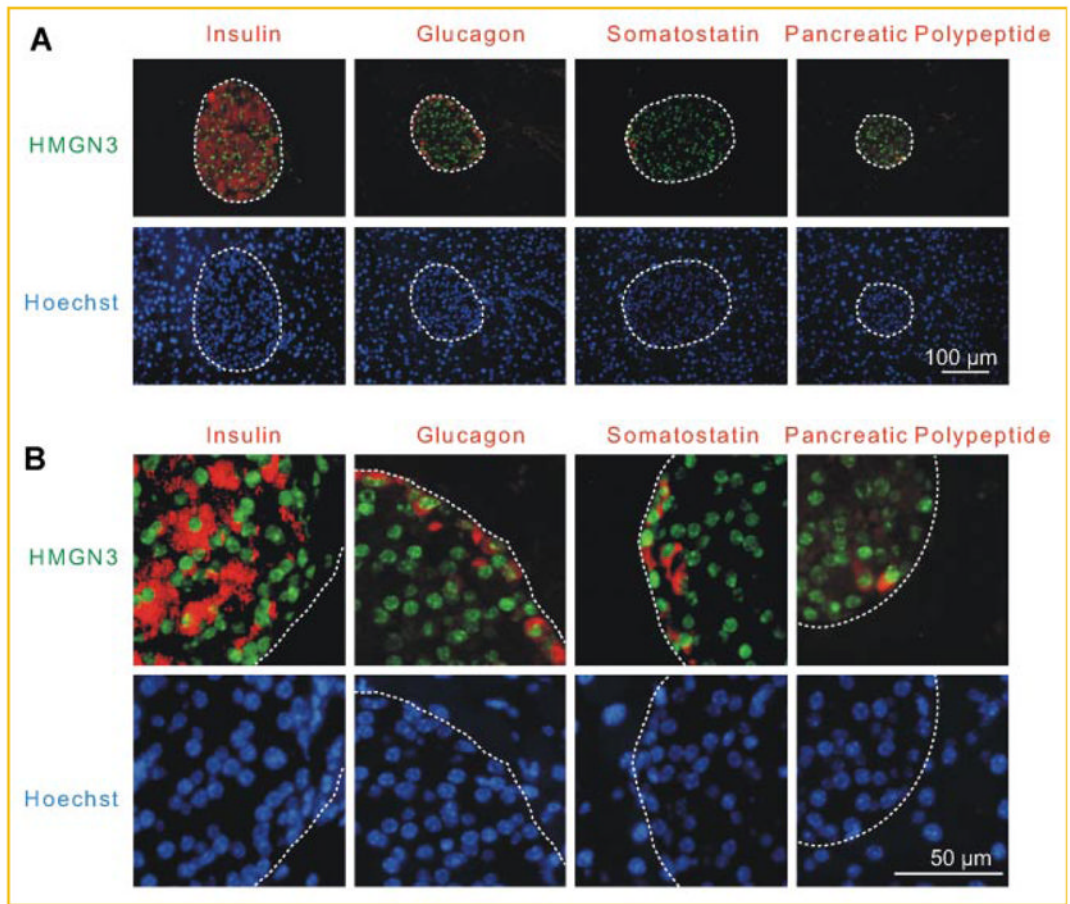 A
Insulin Glucagon Somatostatin Pancreatic Polypeptide
HMGN3
Hoechst
100 µm
B
Insulin Glucagon Somatostatin Pancreatic Polypeptide
HMGN3
Hoechst
50 µm